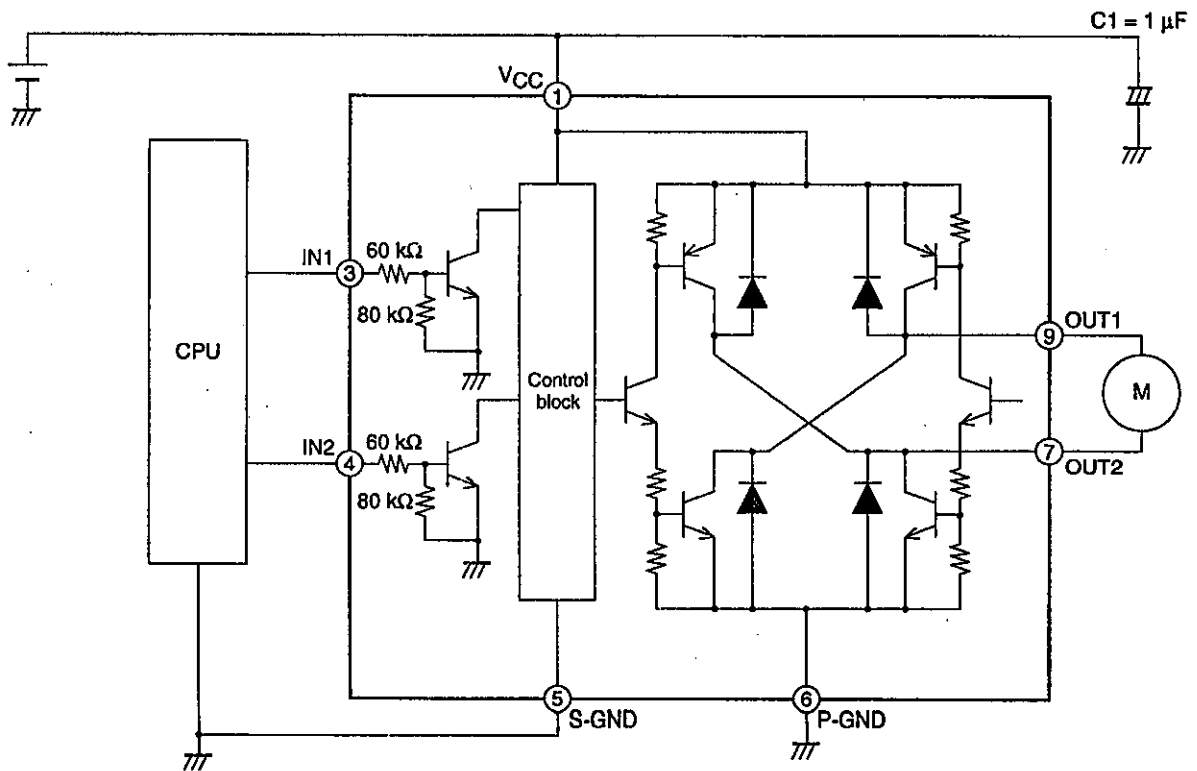 C1 = 1 µF
VCC
1
IN1
3
60 kΩ
80 kΩ
CPU
Control
block
9
OUT1
M
IN2
4
60 kΩ
80 kΩ
7
OUT2
5
S-GND
6
P-GND